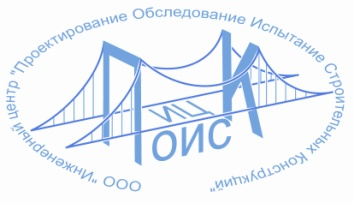 ООО "Инженерный центр "Проектирование Обследование Испытание Строительных Конструкций"
ИЦ
ПОИСК